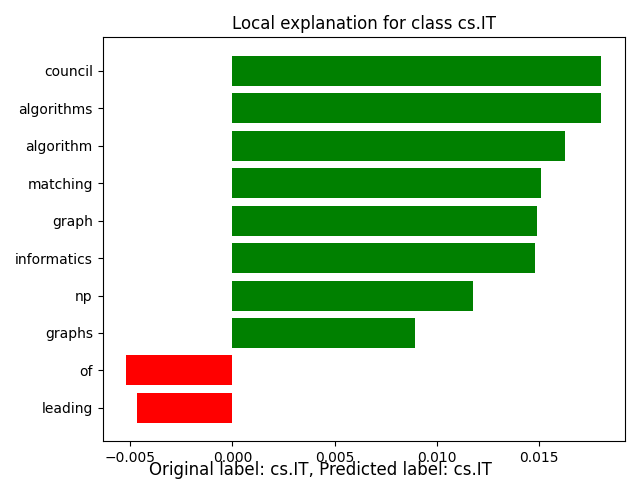 Local explanation for class cs.IT
council
algorithms
algorithm
matching
graph
informatics
np
graphs
of
leading
−0.005 0.000 0.005 0.010 0.015
Original label: cs.IT, Predicted label: cs.IT